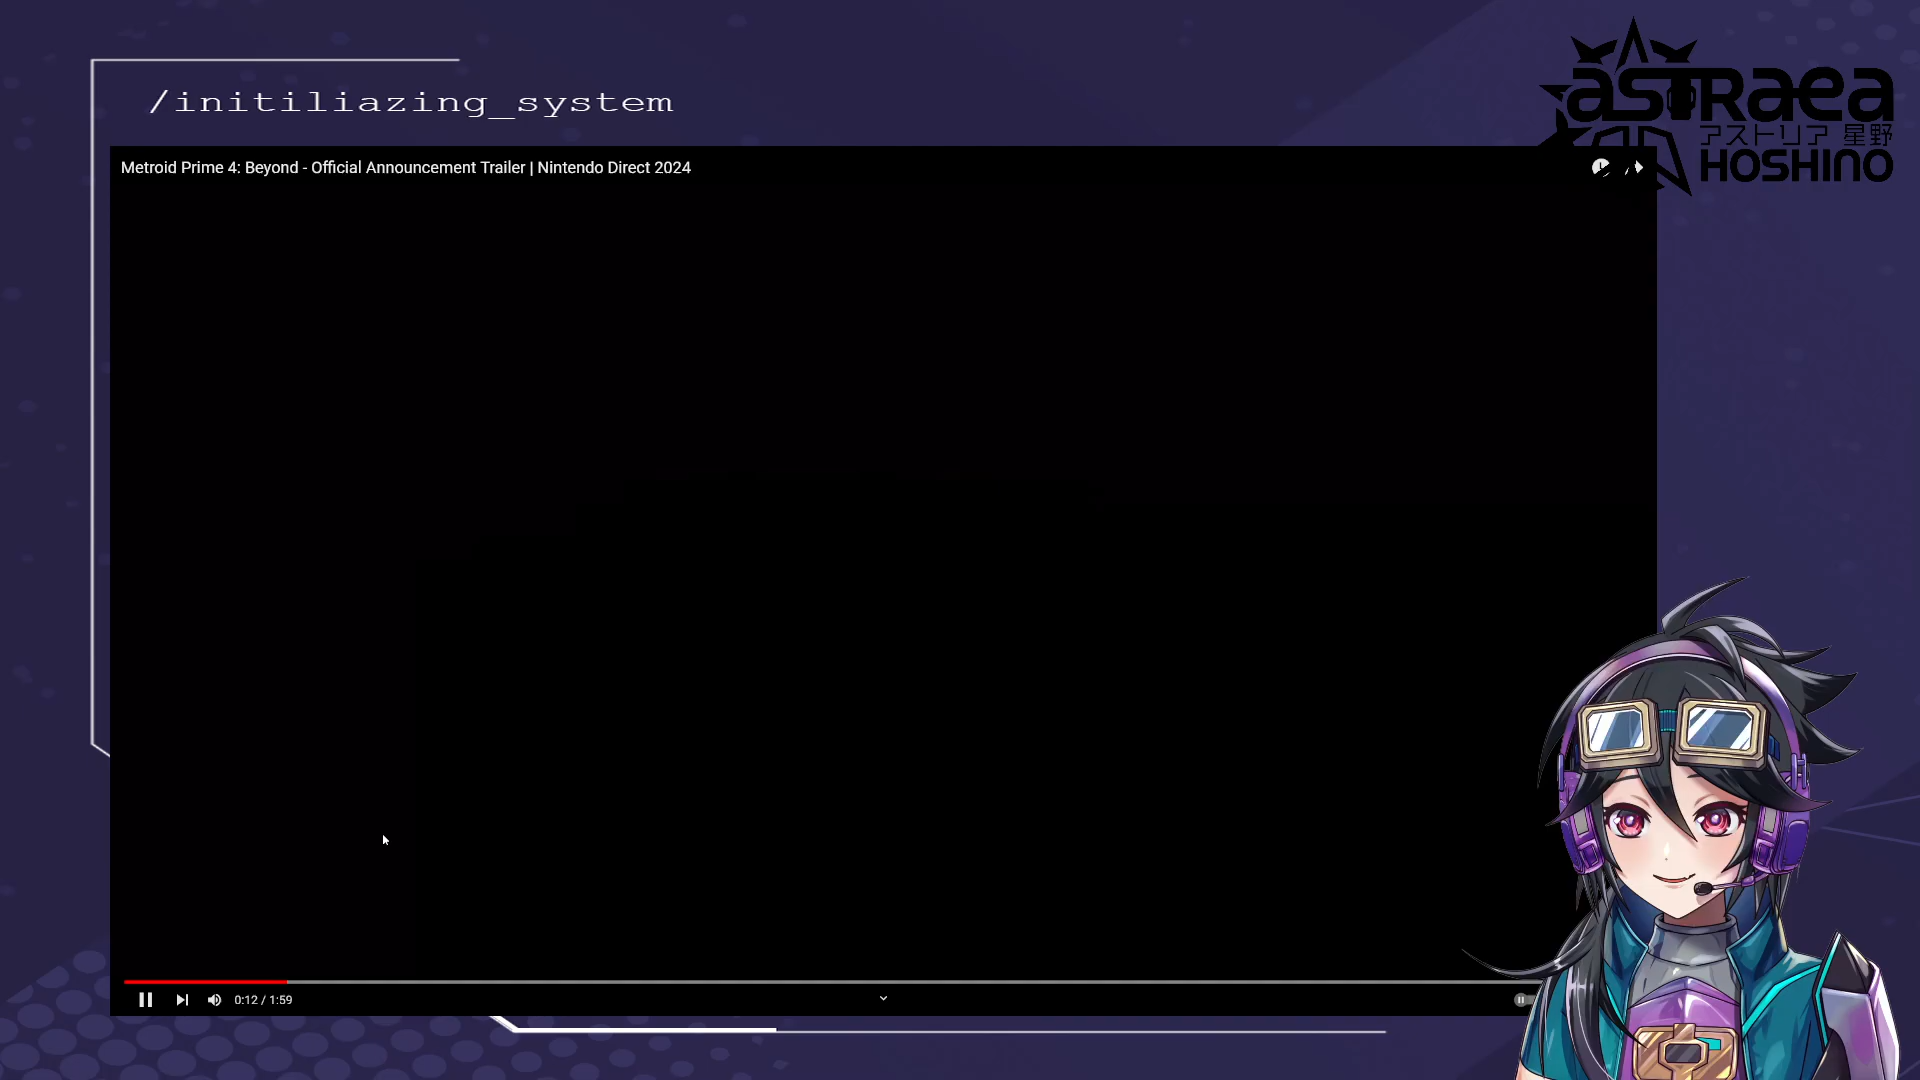 /initiliazing_system
aSTRaea
アストリア 星野
HOSHINO
Metroid Prime 4: Beyond - Official Announcement Trailer | Nintendo Direct 2024
0:12 / 1:59